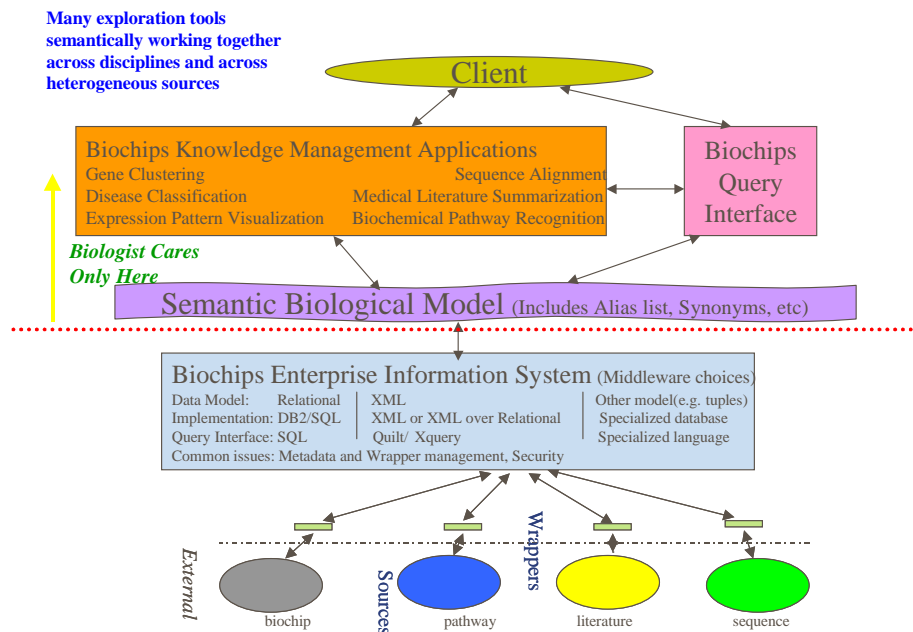 Many exploration tools
semantically working together
across disciplines and across
heterogeneous sources
Client
Biochips Knowledge Management Applications
Gene Clustering Sequence Alignment
Disease Classification Medical Literature Summarization
Expression Pattern Visualization Biochemical Pathway Recognition
Biochips
Query
Interface
Biologist Cares
Only Here
Semantic Biological Model (Includes Alias list, Synonyms, etc)
Biochips Enterprise Information System (Middleware choices)
Data Model: Relational XML Other model(e.g. tuples)
Implementation: DB2/SQL XML or XML over Relational Specialized database
Query Interface: SQL Quilt/ Xquery Specialized language
Common issues: Metadata and Wrapper management, Security
Wrappers
External
Sources
biochip pathway literature sequence